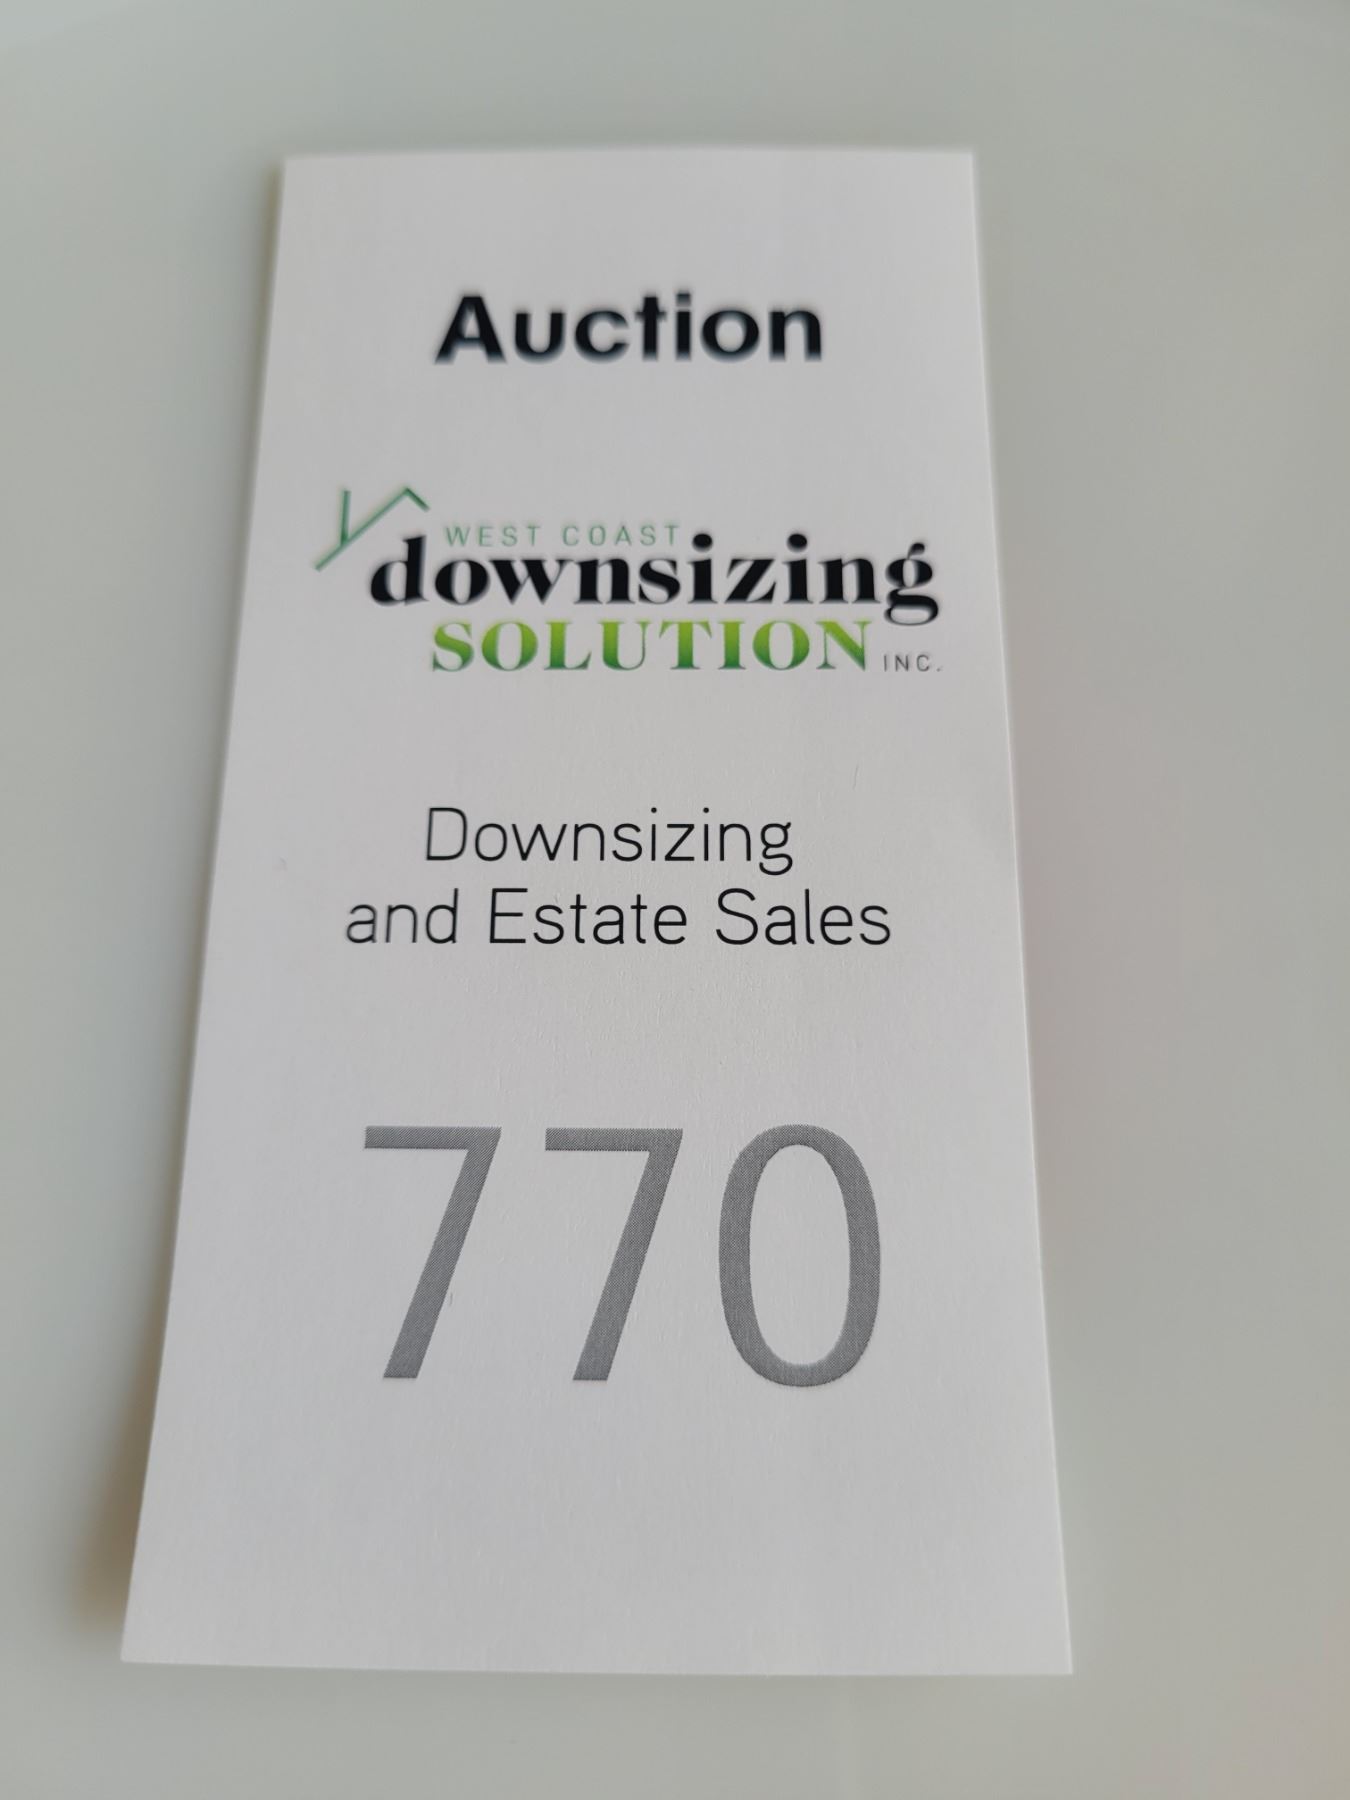 Auction
WEST COAST
downsizing
SOLUTION INC.
Downsizing
and Estate Sales
770